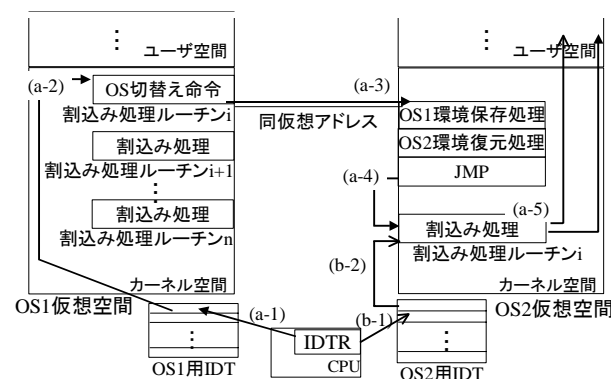 ユーザ空間
(a-2)
OS切替え命令
割込み処理ルーチンi
割込み処理
割込み処理ルーチンi+1
割込み処理
割込み処理ルーチンn
カーネル空間
OS1仮想空間
(a-3)
同仮想アドレス
ユーザ空間
OS1環境保存処理
OS2環境復元処理
JMP
(a-4)
(a-5)
割込み処理
割込み処理ルーチンi
(b-2)
カーネル空間
OS2仮想空間
(a-1)
(b-1)
IDTR
CPU
OS1用IDT
OS2用IDT